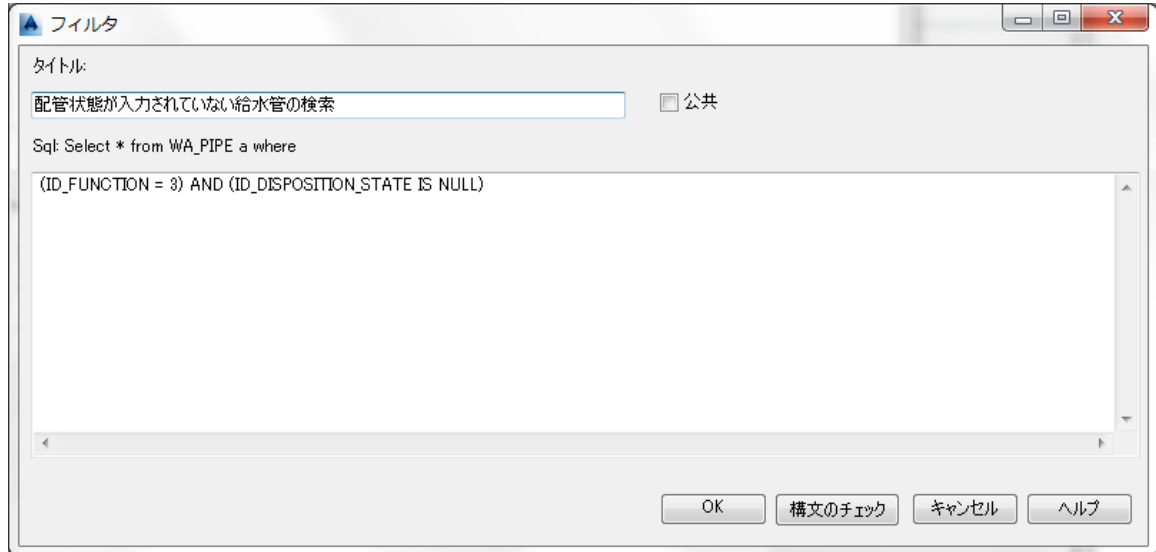 フィルタ
タイトル:
配管状態が入力されていない給水管の検索
公共
Sql: Select * from WA_PIPE a where
(ID_FUNCTION = 3) AND (ID_DISPOSITION_STATE IS NULL)
OK 構文のチェック キャンセル ヘルプ